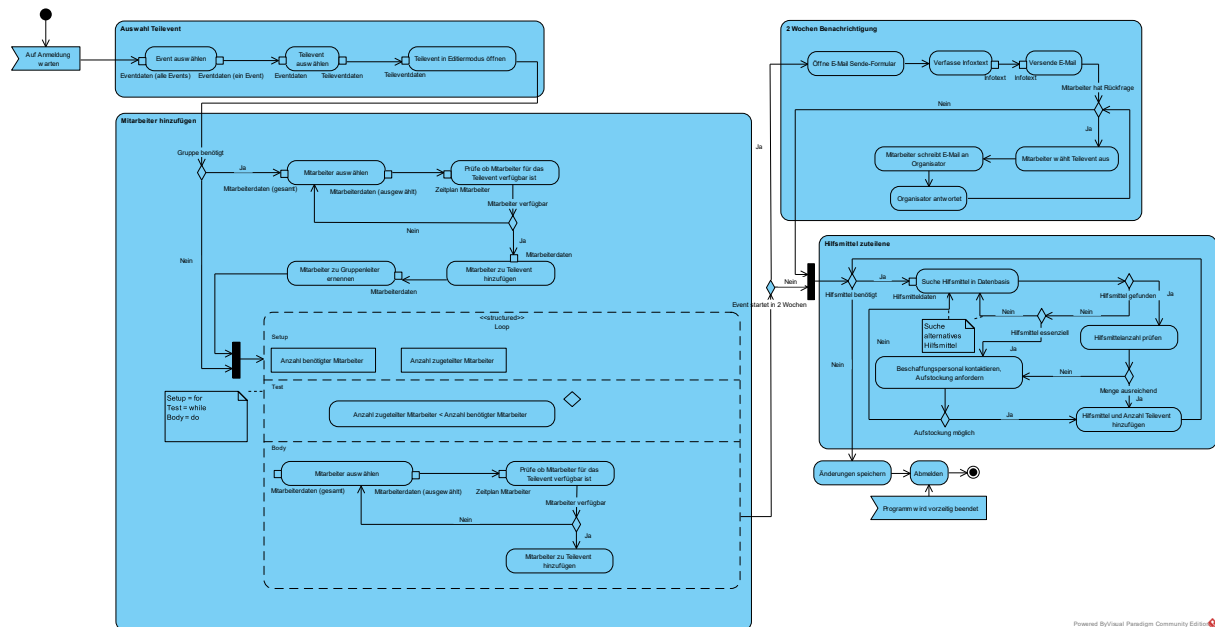 Auf Anmeldung
warten
Auswahl Teilevent
Event auswählen
Eventdaten (alle Events)
Eventdaten (ein Event)
Teilevent
auswählen
Eventdaten
Teileventdaten
Teilevent in Editiermodus öffnen
Teileventdaten
Mitarbeiter hinzufügen
Gruppe benötigt
Ja
Nein
Mitarbeiter auswählen
Mitarbeiterdaten (gesamt)
Mitarbeiterdaten (ausgewählt)
Prüfe ob Mitarbeiter für das
Teilevent verfügbar ist
Zeitplan Mitarbeiter
Mitarbeiter verfügbar
Nein
Ja
Mitarbeiterdaten
Mitarbeiter zu Teilevent
hinzufügen
Mitarbeiterdaten
Mitarbeiter zu Gruppenleiter
ernennen
<<structured>>
Loop
Setup
Anzahl benötigter Mitarbeiter
Anzahl zugeteilter Mitarbeiter
Test
Anzahl zugeteilter Mitarbeiter < Anzahl benötigter Mitarbeiter
Setup = for
Test = while
Body = do
Body
Mitarbeiter auswählen
Mitarbeiterdaten (gesamt)
Mitarbeiterdaten (ausgewählt)
Prüfe ob Mitarbeiter für das
Teilevent verfügbar ist
Zeitplan Mitarbeiter
Mitarbeiter verfügbar
Nein
Ja
Mitarbeiter zu Teilevent
hinzufügen
Ja
Nein
Event startet in 2 Wochen
2 Wochen Benachrichtigung
Öffne E-Mail Sende-Formular
Verfasse Infoxtext
Infotext
Infotext
Versende E-Mail
Mitarbeiter hat Rückfrage
Nein
Ja
Mitarbeiter wählt Teilevent aus
Mitarbeiter schreibt E-Mail an
Organisator
Organisator antwortet
Hilfsmittel zuteilene
Hilfsmittel benötigt
Ja
Nein
Hilfsmitteldaten
Suche Hilfsmittel in Datenbasis
Hilfsmittel gefunden
Ja
Nein
Nein
Hilfsmittel essenziell
Ja
Suche
alternatives
Hilfsmittel
Hilfsmittelanzahl prüfen
Nein
Nein
Menge ausreichend
Ja
Beschaffungspersonal kontaktieren,
Aufstockung anfordern
Aufstockung möglich
Ja
Hilfsmittel und Anzahl Teilevent
hinzufügen
Änderungen speichern
Abmelden
Programm wird vorzeilig beendet
Powered ByVisual Paradigm Community Edition